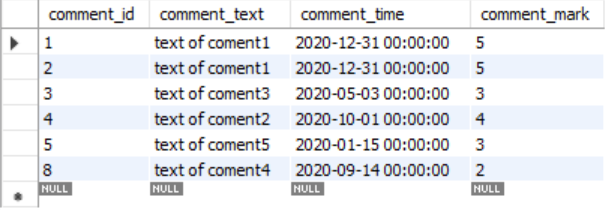 comment_id comment_text comment_time comment_mark
1 text of coment1 2020-12-31 00:00:00 5
2 text of coment1 2020-12-31 00:00:00 5
3 text of coment3 2020-05-03 00:00:00 3
4 text of coment2 2020-10-01 00:00:00 4
5 text of coment5 2020-01-15 00:00:00 3
8 text of coment4 2020-09-14 00:00:00 2
NULL NULL NULL NULL